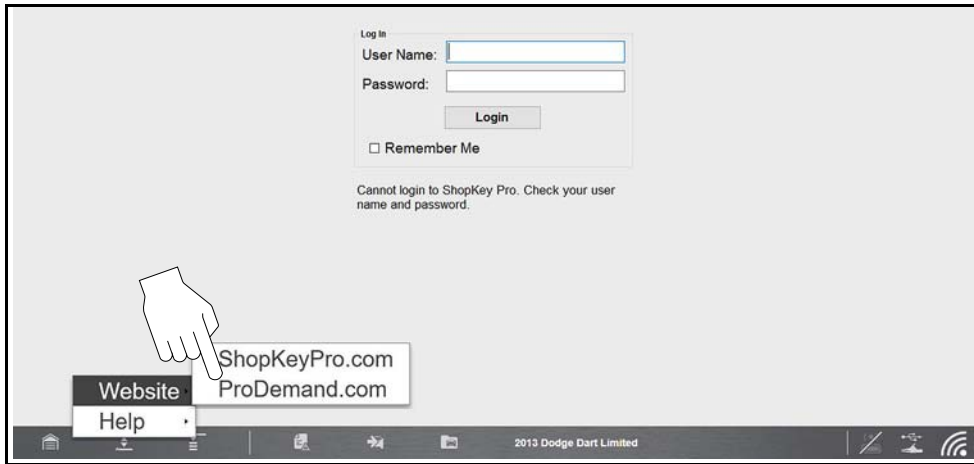 Log In
User Name:
Password:
Login
Remember Me
Cannot login to ShopKey Pro. Check your user
name and password.
ShopKeyPro.com
Website
ProDemand.com
Help
2013 Dodge Dart Limited